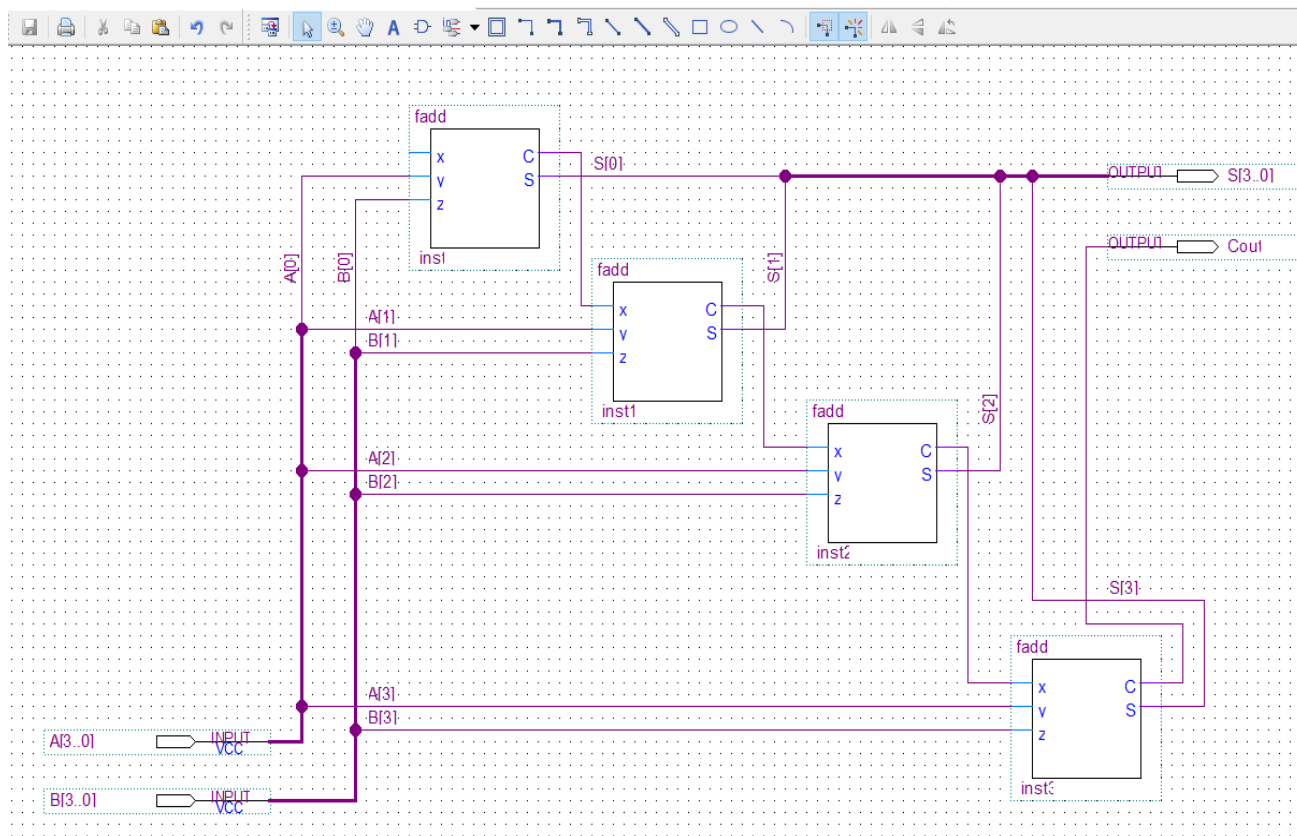 A
fadd
x C
y S
z
inst
S[0]
OUTPUT S[3..0]
OUTPUT Cout
A[0]
B[0]
S[1]
fadd
x C
y S
z
inst1
A[1]
B[1]
S[2]
fadd
x C
y S
z
inst2
A[2]
B[2]
S[3]
fadd
x C
y S
z
inst3
A[3]
B[3]
A[3..0] INPUT
VCC
B[3..0] INPUT
VCC